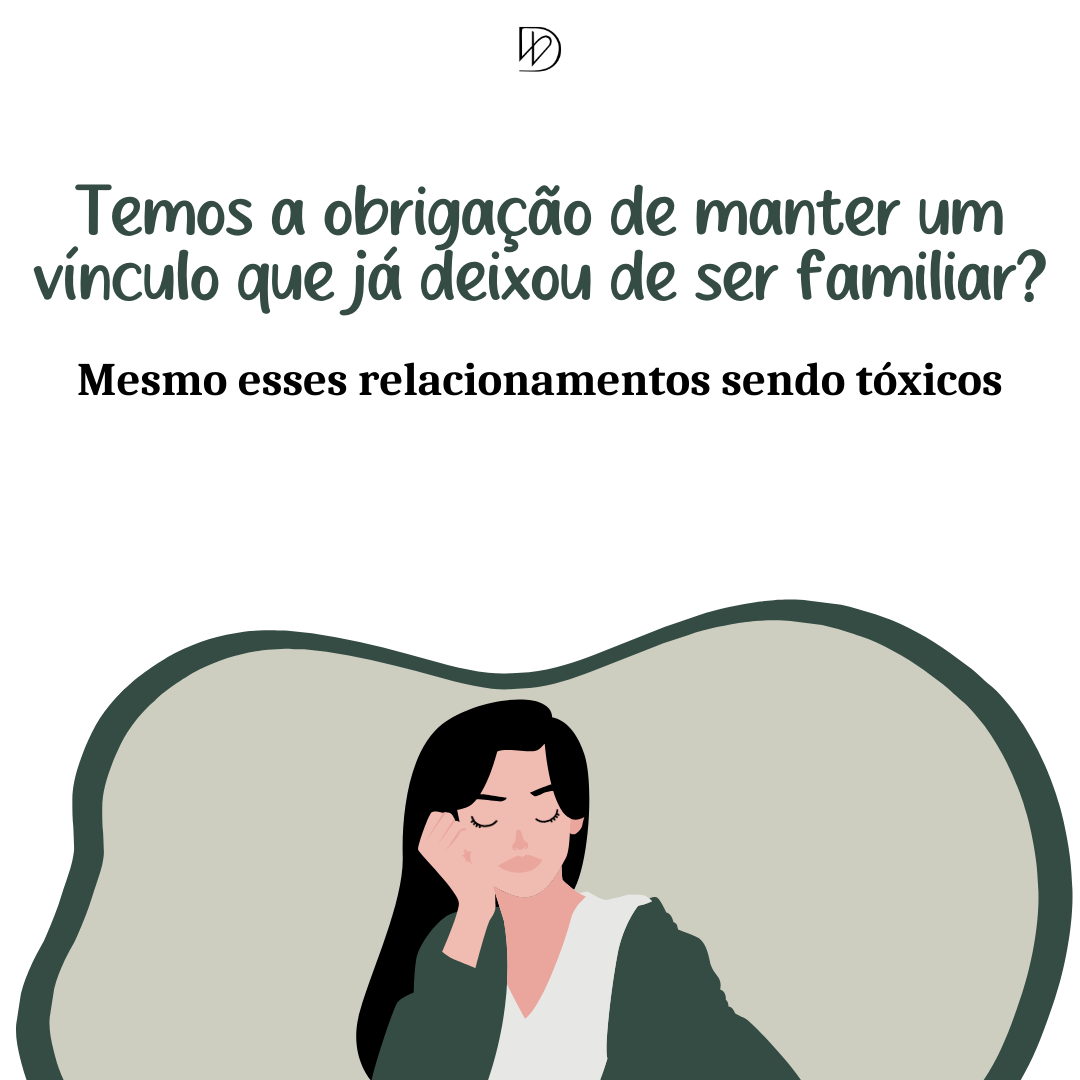 Temos a obrigação de manter um
vínculo que já deixou de ser familiar?
Mesmo esses relacionamentos sendo tóxicos